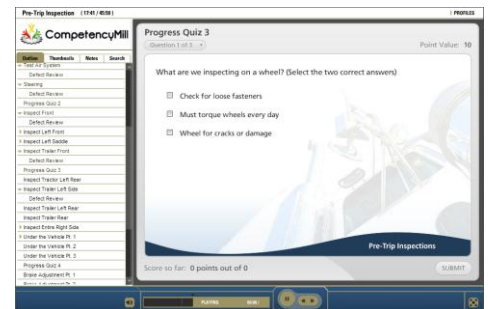 Pre-Trip Inspection (17:41 / 45:50)
PROFILES
CompetencyMill
Outline Thumbnails Notes Search
Test Air System
Defect Review
Steering
Defect Review
Progress Quiz 2
Inspect Front
Defect Review
Inspect Left Front
Inspect Left Saddle
Inspect Trailer Front
Defect Review
Progress Quiz 3
Inspect Tractor Left Rear
Inspect Trailer Left Side
Defect Review
Inspect Trailer Left Rear
Inspect Trailer Rear
Inspect Entire Right Side
Under the Vehicle Pt. 1
Under the Vehicle Pt. 2
Under the Vehicle Pt. 3
Progress Quiz 4
Brake Adjustment Pt. 1
Progress Quiz 3
Question 1 of 3
Point Value: 10
What are we inspecting on a wheel? (Select the two correct answers)
Check for loose fasteners
Must torque wheels every day
Wheel for cracks or damage
Pre-Trip Inspections
Score so far: 0 points out of 0
SUBMIT
PLAYING